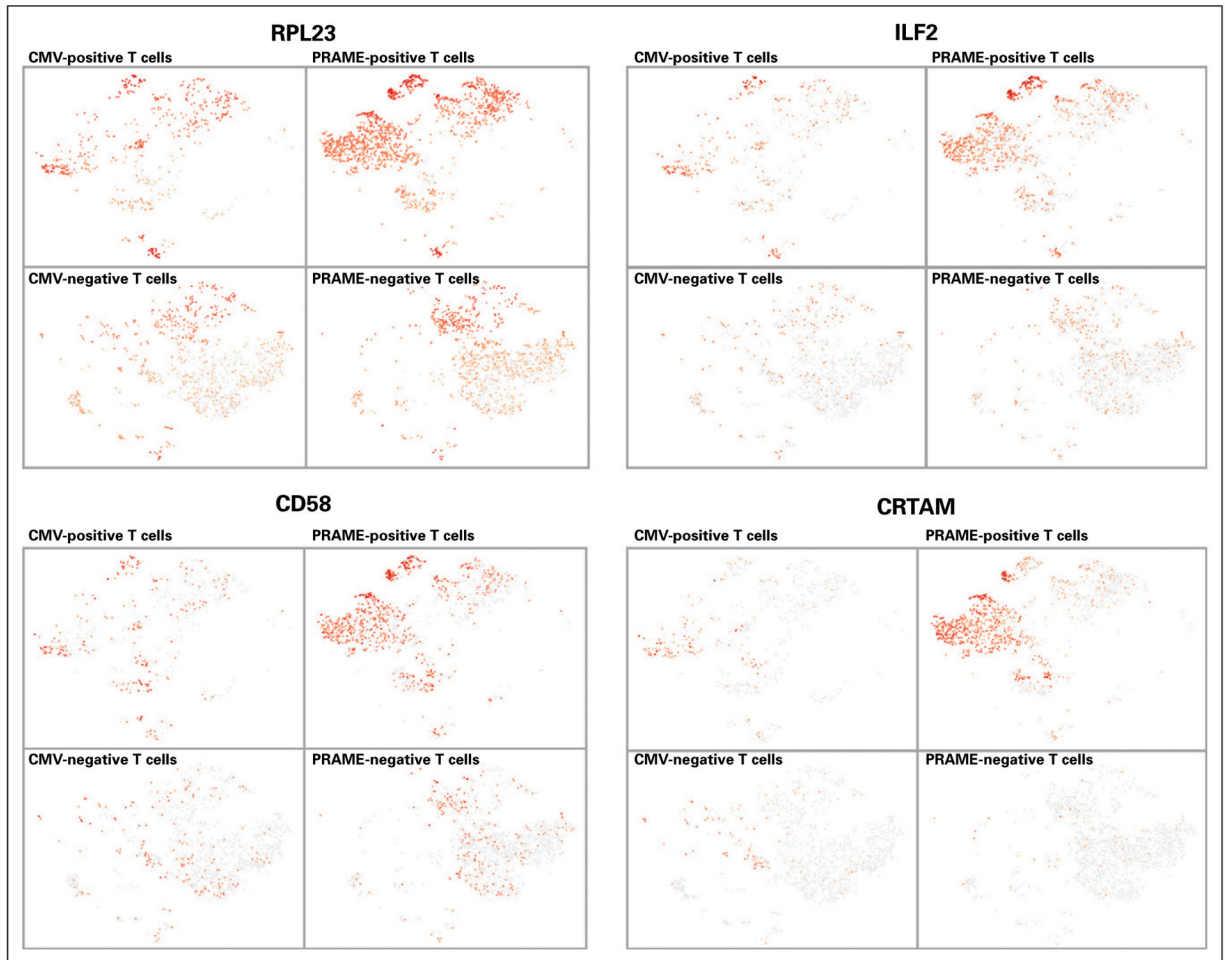 RPL23
CMV-positive T cells
PRAME-positive T cells
CMV-negative T cells
PRAME-negative T cells
ILF2
CMV-positive T cells
PRAME-positive T cells
CMV-negative T cells
PRAME-negative T cells
CD58
CMV-positive T cells
PRAME-positive T cells
CMV-negative T cells
PRAME-negative T cells
CRTAM
CMV-positive T cells
PRAME-positive T cells
CMV-negative T cells
PRAME-negative T cells